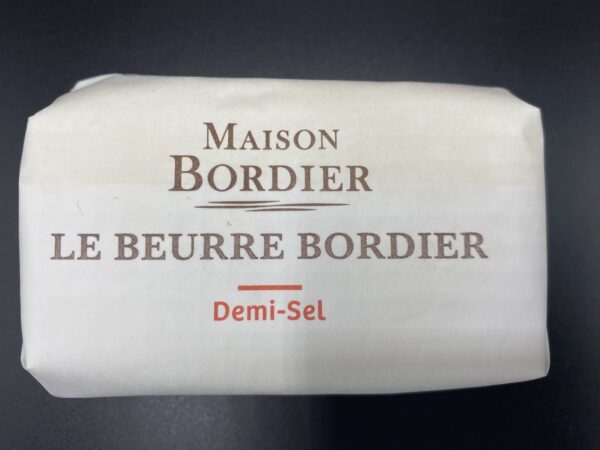 MAISON
BORDIER
LE BEURRE BORDIER
Demi-Sel